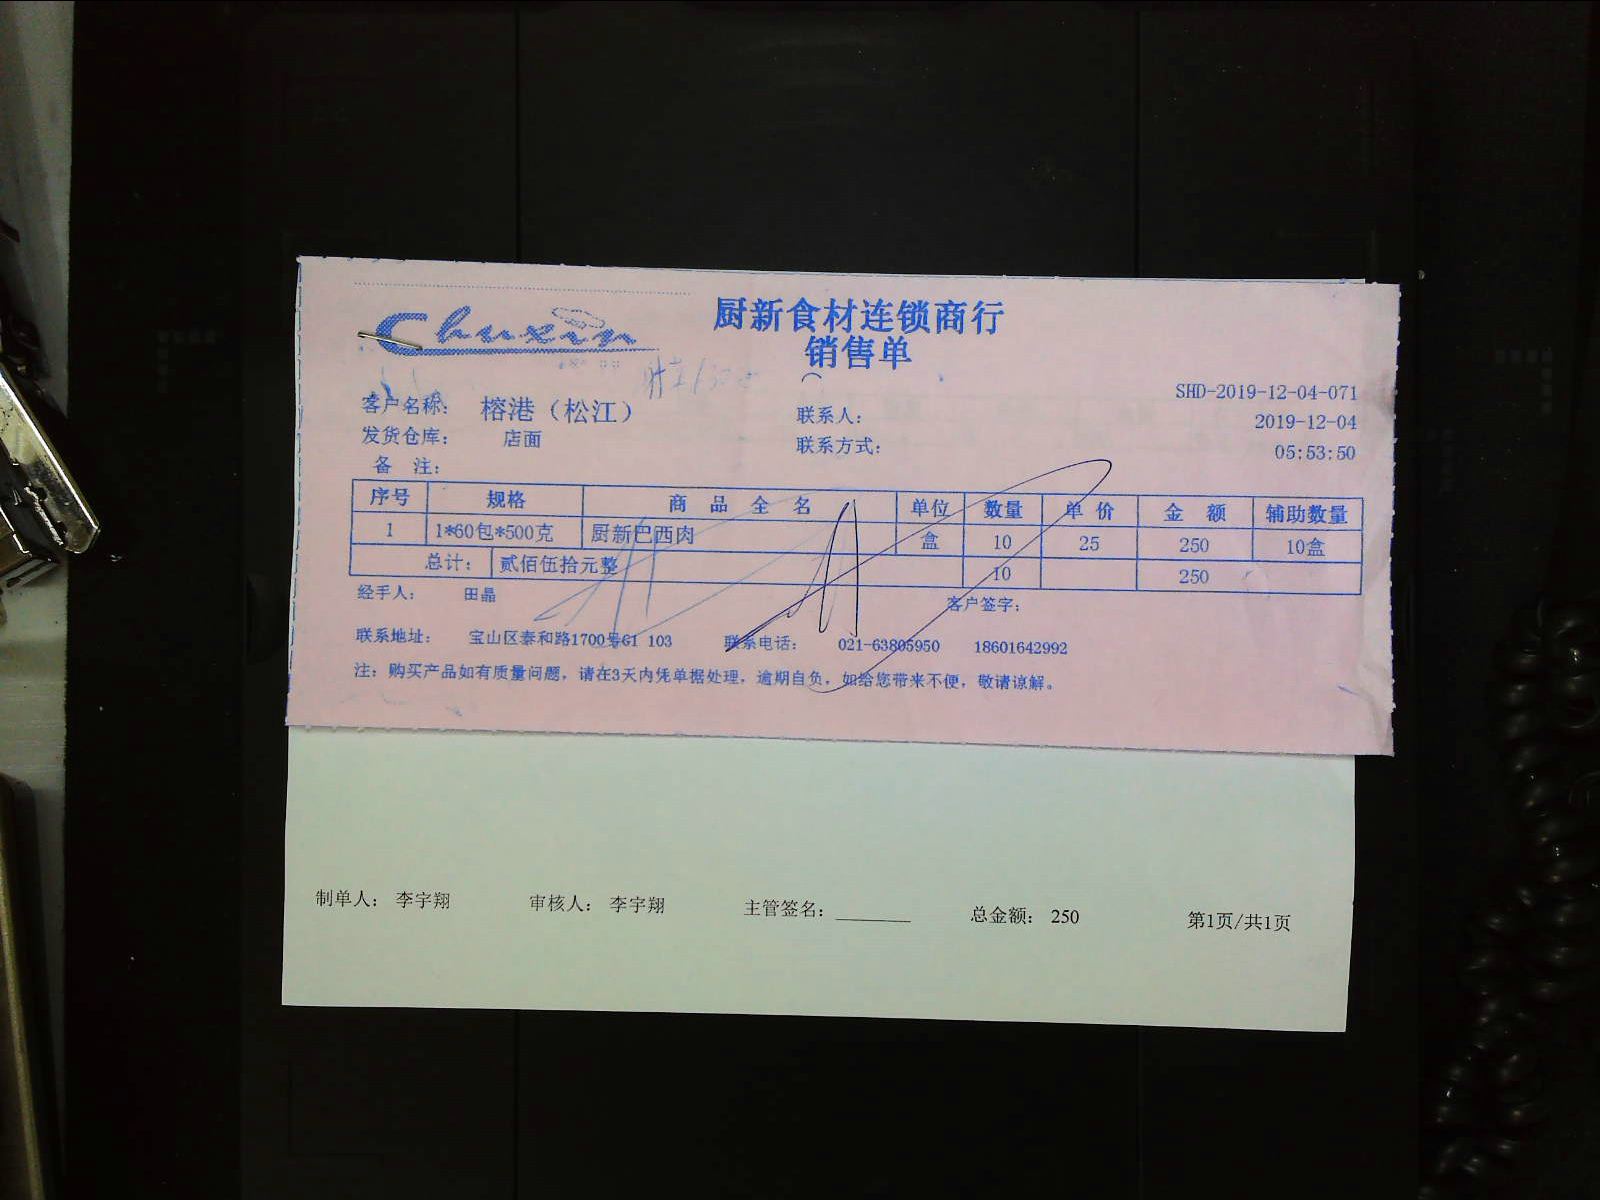 Chuxin
厨新食材连锁商行
销售单
SHD-2019-12-04-071
客户名称： 榕港（松江） 联系人： 2019-12-04
发货仓库： 店面 联系方式： 05:53:50
备 注：
序号 规格 商 品 全 名 单位 数量 单 价 金 额 辅助数量
1 1*60包*500克 厨新巴西肉 盒 10 25 250 10盒
总计： 贰佰伍拾元整 10 250
经手人： 田晶 客户签字：
联系地址： 宝山区泰和路1700号G1 103 联系电话： 021-63805950 18601642992
注：购买产品如有质量问题，请在3天内凭单据处理，逾期自负，如给您带来不便，敬请谅解。
制单人： 李宇翔 审核人： 李宇翔 主管签名：________ 总金额： 250 第1页/共1页